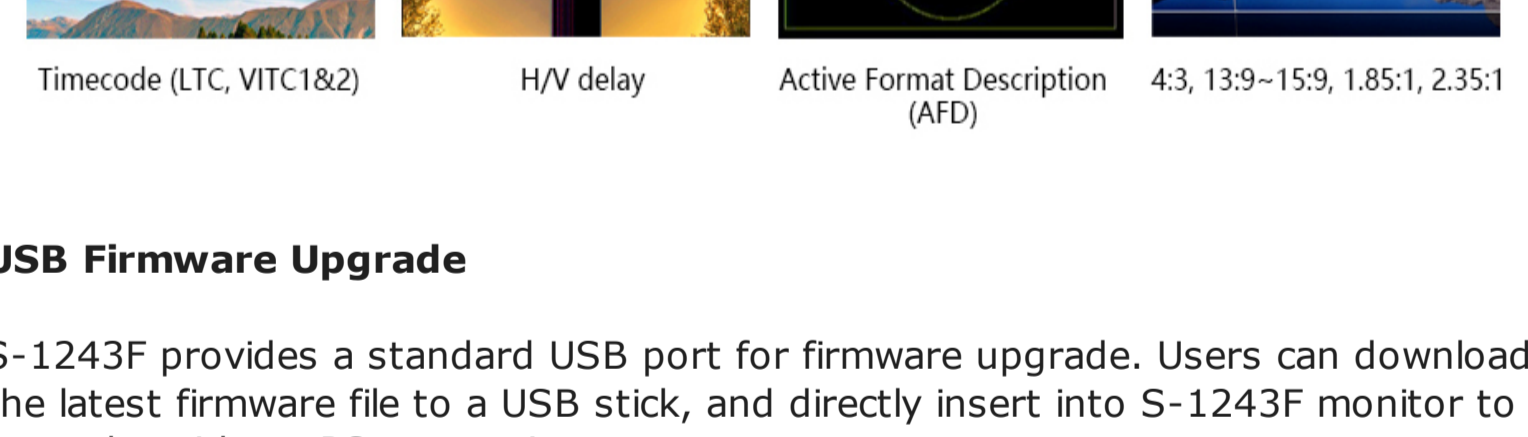 Timecode (LTC, VITC1&2)
H/V delay
Active Format Description
(AFD)
4:3, 13:9~15:9, 1.85:1, 2.35:1
USB Firmware Upgrade
S-1243F provides a standard USB port for firmware upgrade. Users can download
he latest firmware file to a USB stick, and directly insert into S-1243F monitor to